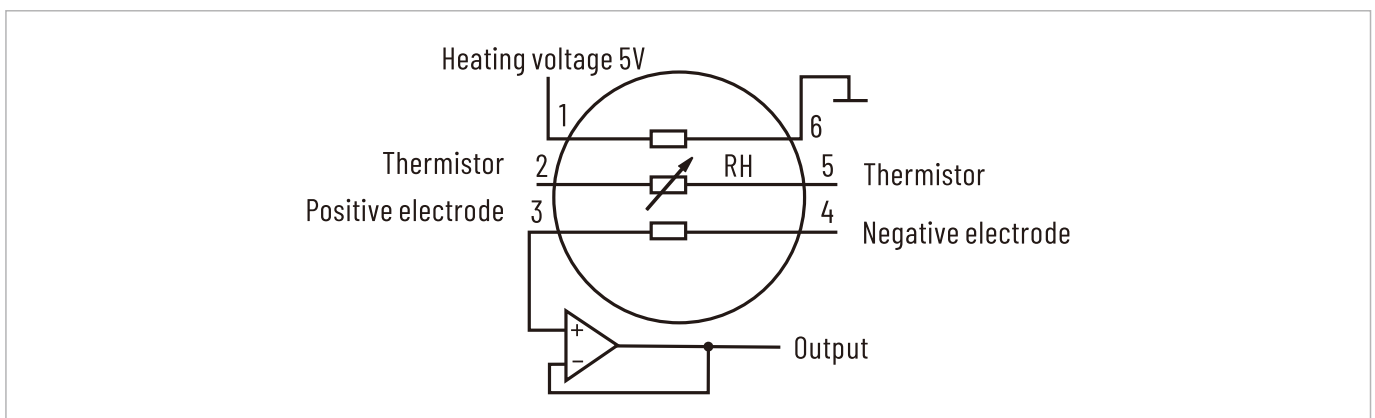 Heating voltage 5V
1
6
Thermistor 2 RH 5 Thermistor
Positive electrode 3 4 Negative electrode
+
−
Output